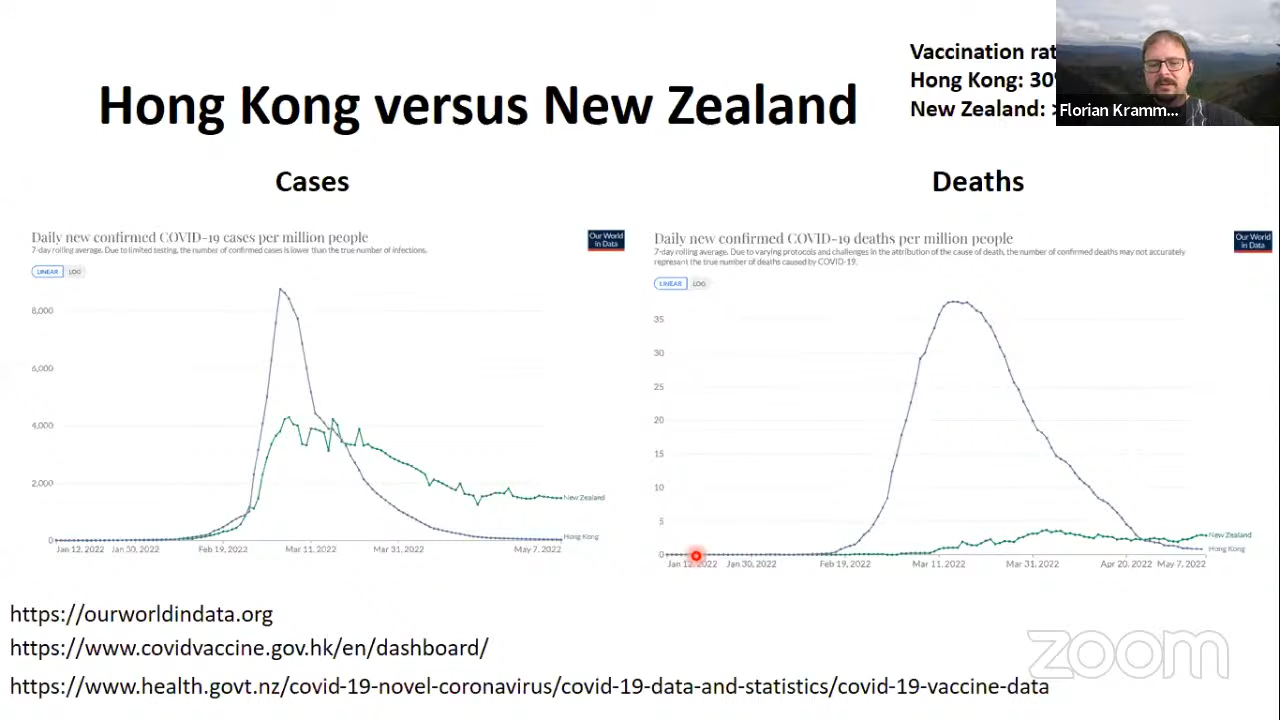 Vaccination rat
Hong Kong: 30
New Zealand: >
Florian Kramm...
Hong Kong versus New Zealand
Cases
Deaths
Daily new confirmed COVID-19 cases per million people
7-day rolling average. Due to limited testing, the number of confirmed cases is lower than the true number of infections.
Our World
in Data
LINEAR LOG
8,000
6,000
4,000
2,000
0
New Zealand
Hong Kong
Jan 12, 2022 Jan 30, 2022 Feb 19, 2022 Mar 11, 2022 Mar 31, 2022 May 7, 2022
Daily new confirmed COVID-19 deaths per million people
7-day rolling average. Due to varying protocols and challenges in the attribution of the cause of death, the number of confirmed deaths may not accurately
represent the true number of deaths caused by COVID-19.
Our World
in Data
LINEAR LOG
35
30
25
20
15
10
5
0
New Zealand
Hong Kong
Jan 12, 2022 Jan 30, 2022 Feb 19, 2022 Mar 11, 2022 Mar 31, 2022 Apr 20, 2022 May 7, 2022
https://ourworldindata.org
https://www.covidvaccine.gov.hk/en/dashboard/
https://www.health.govt.nz/covid-19-novel-coronavirus/covid-19-data-and-statistics/covid-19-vaccine-data
zoom